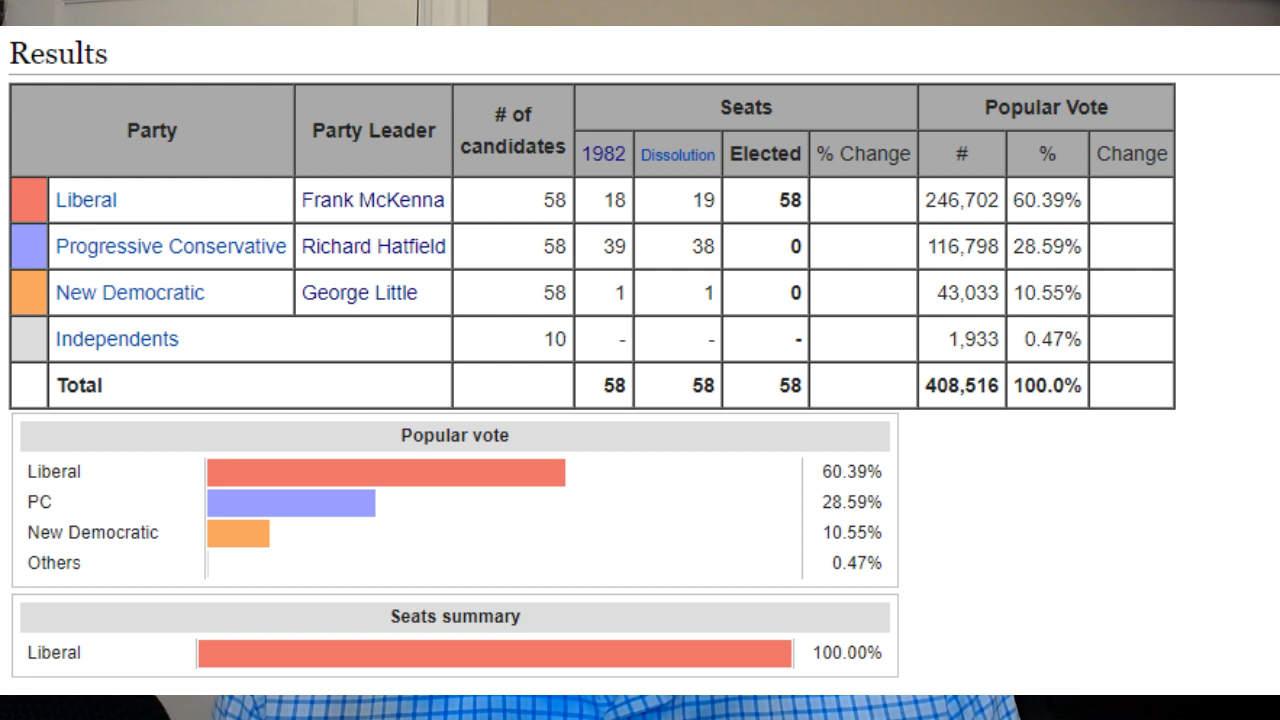 Results
Party Party Leader # of candidates Seats Popular Vote
1982 Dissolution Elected % Change # % Change
Liberal Frank McKenna 58 18 19 58 246,702 60.39%
Progressive Conservative Richard Hatfield 58 39 38 0 116,798 28.59%
New Democratic George Little 58 1 1 0 43,033 10.55%
Independents 10 - - - 1,933 0.47%
Total 58 58 58 408,516 100.0%
Popular vote
Liberal 60.39%
PC 28.59%
New Democratic 10.55%
Others 0.47%
Seats summary
Liberal 100.00%